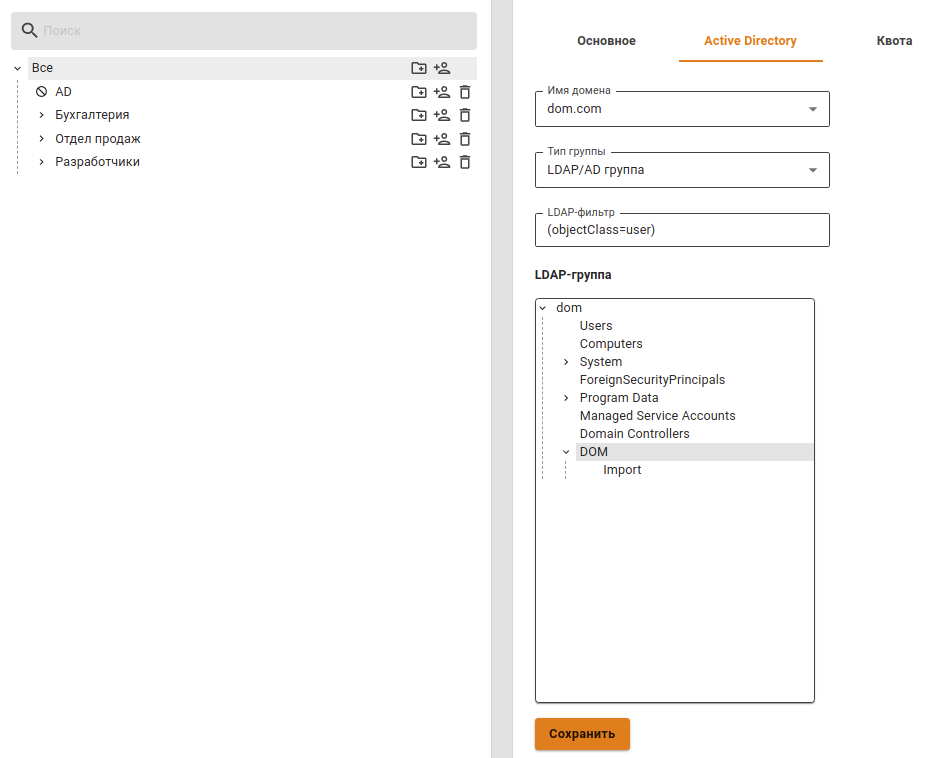 Поиск
Все
AD
Бухгалтерия
Отдел продаж
Разработчики
Основное
Active Directory
Квота
Имя домена
dom.com
Тип группы
LDAP/AD группа
LDAP-фильтр
(objectClass=user)
LDAP-группа
dom
Users
Computers
System
ForeignSecurityPrincipals
Program Data
Managed Service Accounts
Domain Controllers
DOM
Import
Сохранить